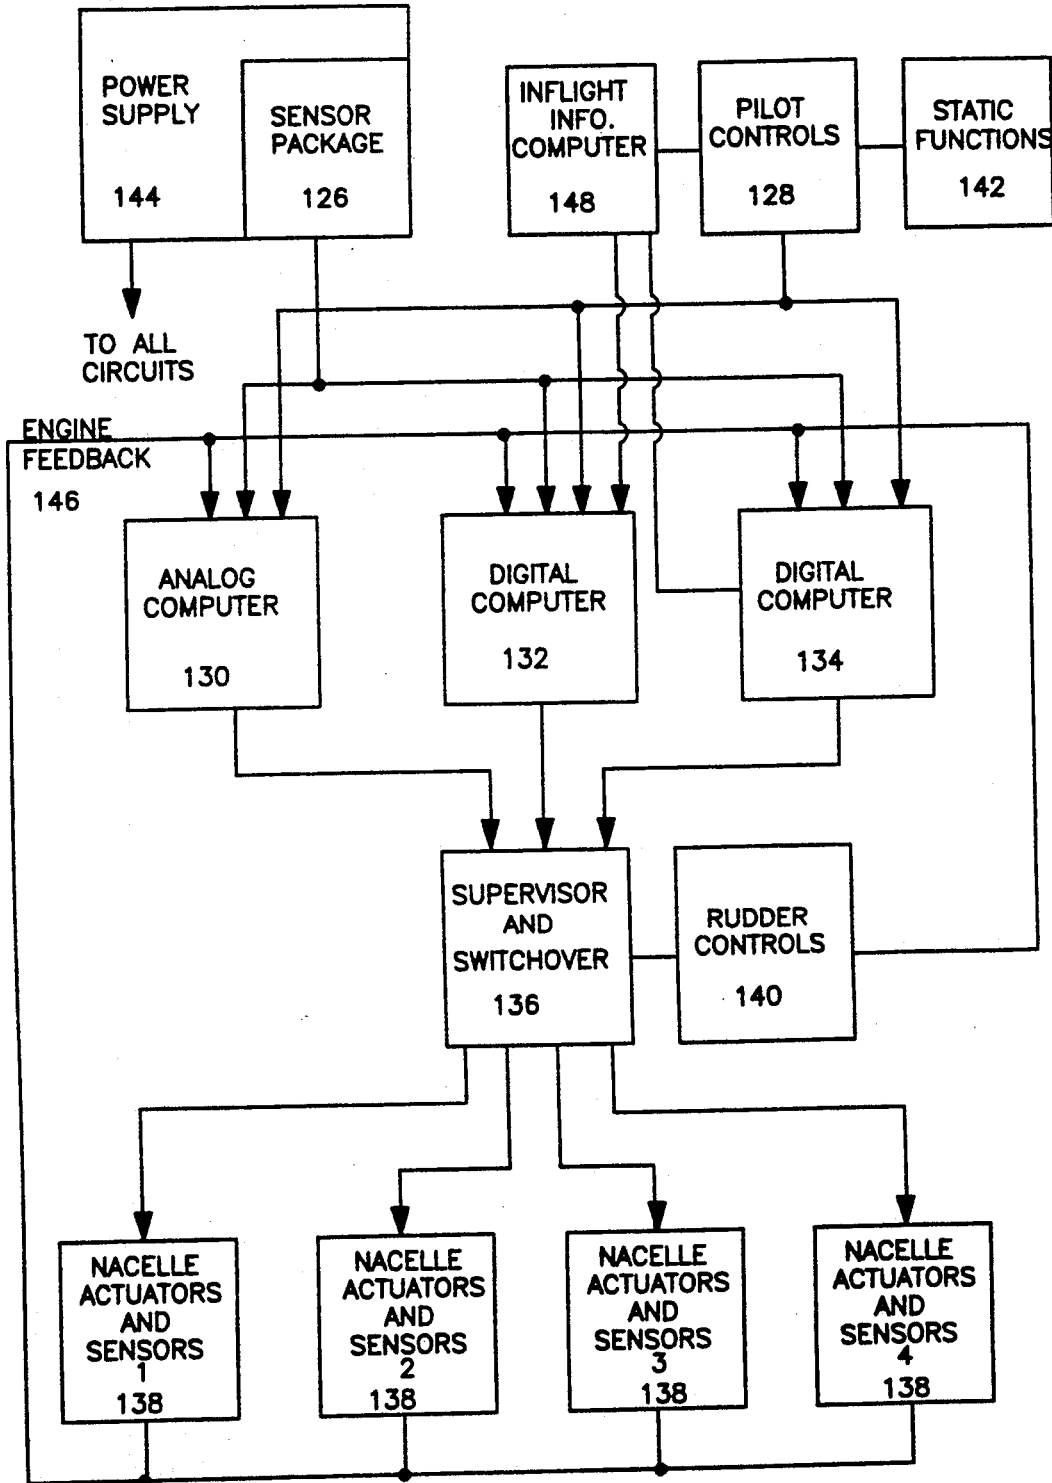 POWER
SUPPLY
144
SENSOR
PACKAGE
126
INFLIGHT
INFO.
COMPUTER
148
PILOT
CONTROLS
128
STATIC
FUNCTIONS
142
TO ALL
CIRCUITS
ENGINE
FEEDBACK
146
ANALOG
COMPUTER
130
DIGITAL
COMPUTER
132
DIGITAL
COMPUTER
134
SUPERVISOR
AND
SWITCHOVER
136
RUDDER
CONTROLS
140
NACELLE
ACTUATORS
AND
SENSORS
1
138
NACELLE
ACTUATORS
AND
SENSORS
2
138
NACELLE
ACTUATORS
AND
SENSORS
3
138
NACELLE
ACTUATORS
AND
SENSORS
4
138